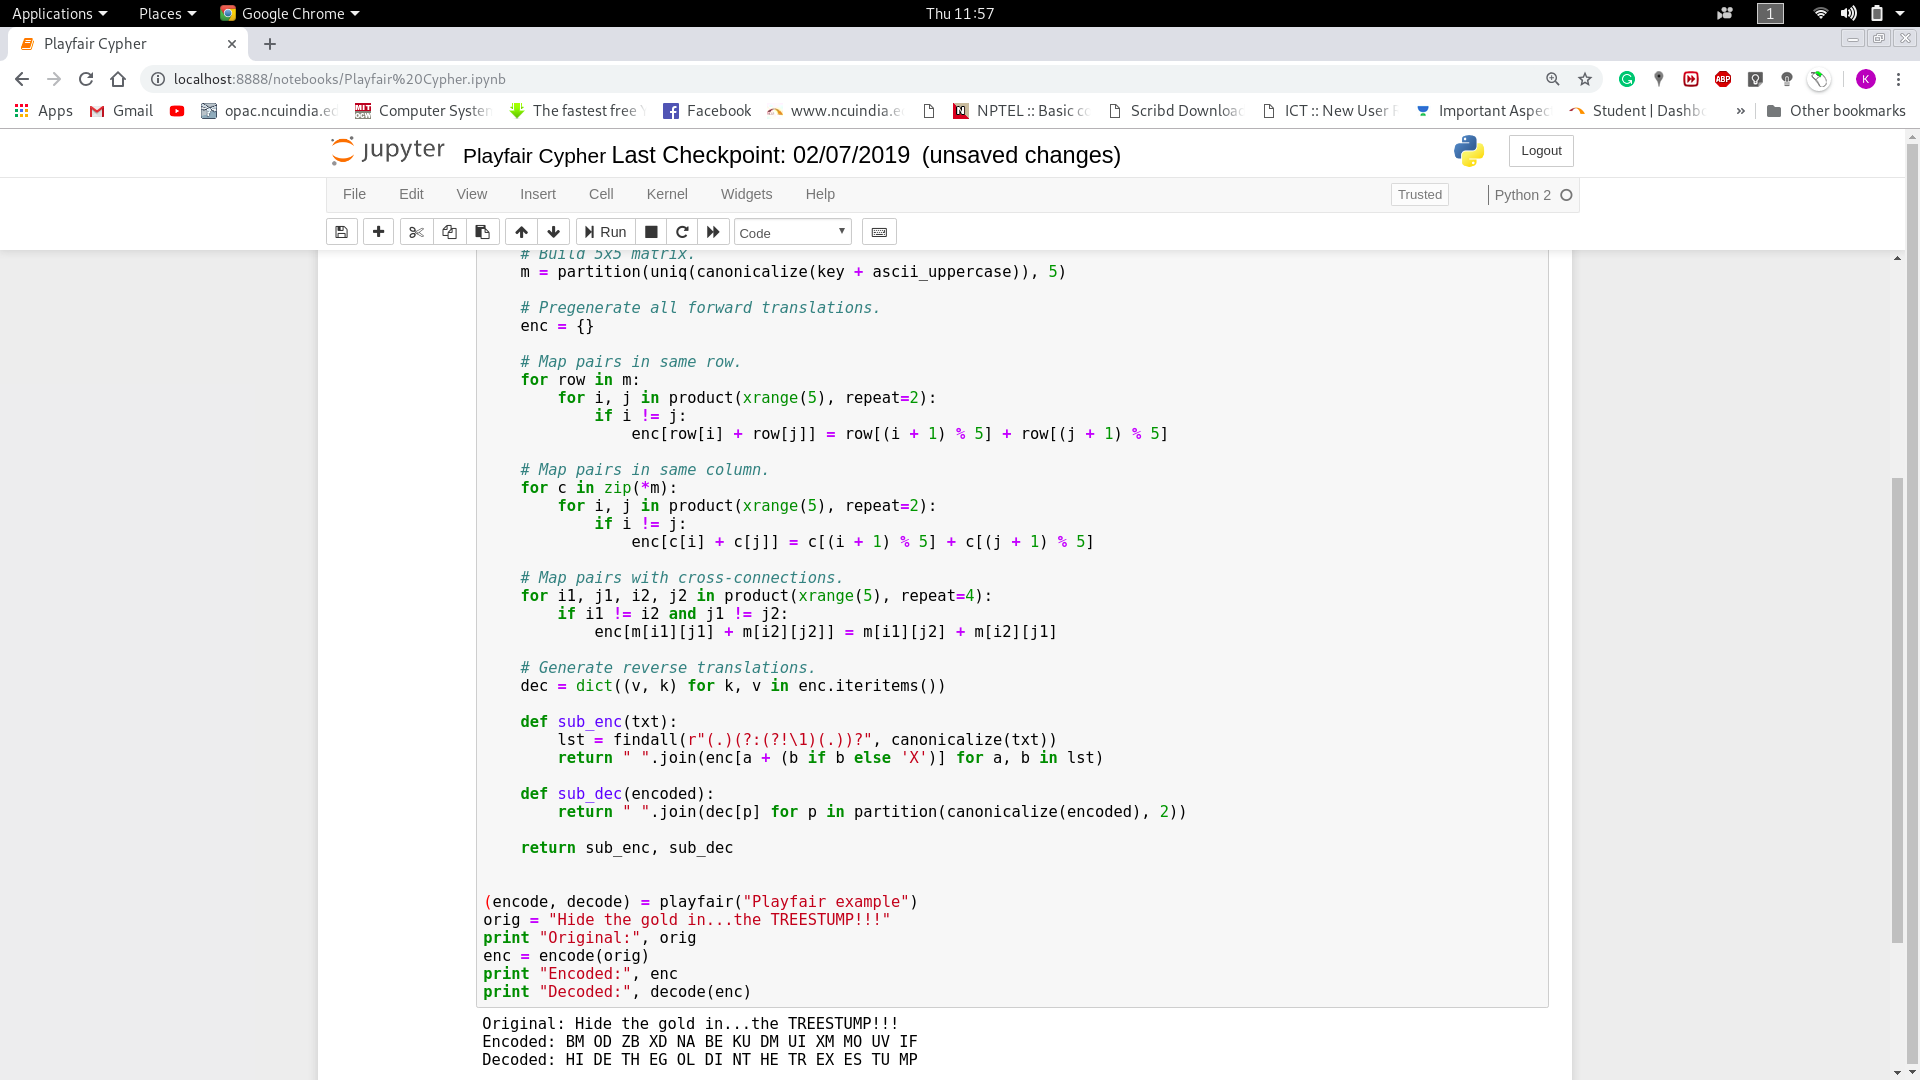 Applications Places Google Chrome Thu 11:57 1
Playfair Cypher
localhost:8888/notebooks/Playfair%20Cypher.ipynb ABP K
Apps Gmail opac.ncuindia.ed MIT OCW Computer System The fastest free Y Facebook www.ncuindia.e NPTEL :: Basic co Scribd Downloa ICT :: New User F Important Aspec Student | Dashb » Other bookmarks
jupyter Playfair Cypher Last Checkpoint: 02/07/2019 (unsaved changes) Logout
File Edit View Insert Cell Kernel Widgets Help Trusted Python 2
Run Code
# Build 5x5 matrix.
m = partition(uniq(canonicalize(key + ascii_uppercase)), 5)
# Pregenerate all forward translations.
enc = {}
# Map pairs in same row.
for row in m:
for i, j in product(xrange(5), repeat=2):
if i != j:
enc[row[i] + row[j]] = row[(i + 1) % 5] + row[(j + 1) % 5]
# Map pairs in same column.
for c in zip(*m):
for i, j in product(xrange(5), repeat=2):
if i != j:
enc[c[i] + c[j]] = c[(i + 1) % 5] + c[(j + 1) % 5]
# Map pairs with cross-connections.
for i1, j1, i2, j2 in product(xrange(5), repeat=4):
if i1 != i2 and j1 != j2:
enc[m[i1][j1] + m[i2][j2]] = m[i1][j2] + m[i2][j1]
# Generate reverse translations.
dec = dict((v, k) for k, v in enc.iteritems())
def sub_enc(txt):
lst = findall(r"(.)(?:(?!\1)(.))?", canonicalize(txt))
return " ".join(enc[a + (b if b else 'X')] for a, b in lst)
def sub_dec(encoded):
return " ".join(dec[p] for p in partition(canonicalize(encoded), 2))
return sub_enc, sub_dec
(encode, decode) = playfair("Playfair example")
orig = "Hide the gold in...the TREESTUMP!!!"
print "Original:", orig
enc = encode(orig)
print "Encoded:", enc
print "Decoded:", decode(enc)
Original: Hide the gold in...the TREESTUMP!!!
Encoded: BM OD ZB XD NA BE KU DM UI XM MO UV IF
Decoded: HI DE TH EG OL DI NT HE TR EX ES TU MP